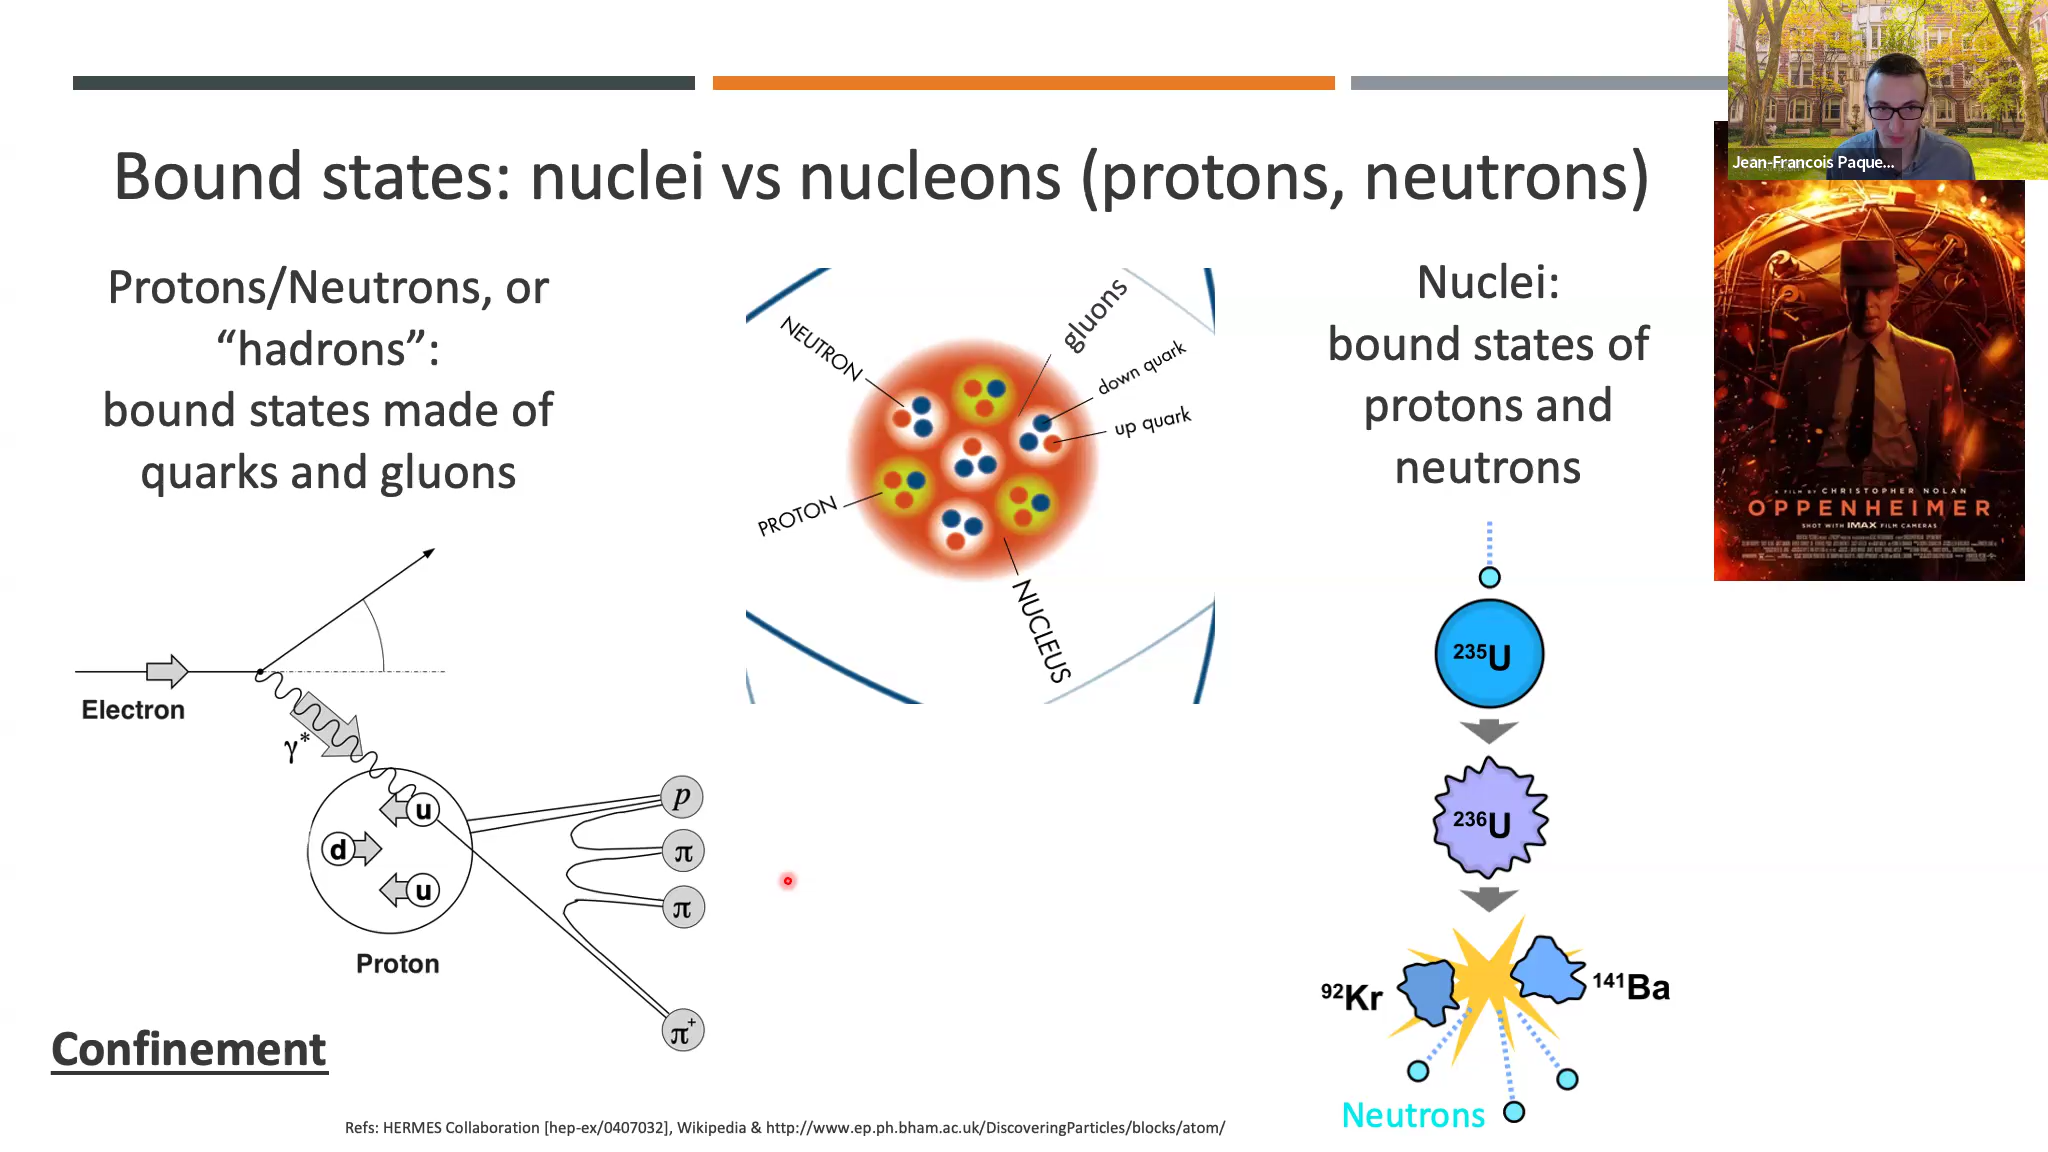 Bound states: nuclei vs nucleons (protons, neutrons)
Jean-Francois Paque...
Protons/Neutrons, or
“hadrons”:
bound states made of
quarks and gluons
NEUTRON
gluons
down quark
up quark
PROTON
NUCLEUS
Nuclei:
bound states of
protons and
neutrons
A FILM BY CHRISTOPHER NOLAN
OPPENHEIMER
SHOT WITH IMAX FILM CAMERAS
Electron
γ*
u
d
u
Proton
p
π
π
π+
²³⁵U
²³⁶U
⁹²Kr
¹⁴¹Ba
Neutrons
Confinement
Refs: HERMES Collaboration [hep-ex/0407032], Wikipedia & http://www.ep.ph.bham.ac.uk/DiscoveringParticles/blocks/atom/